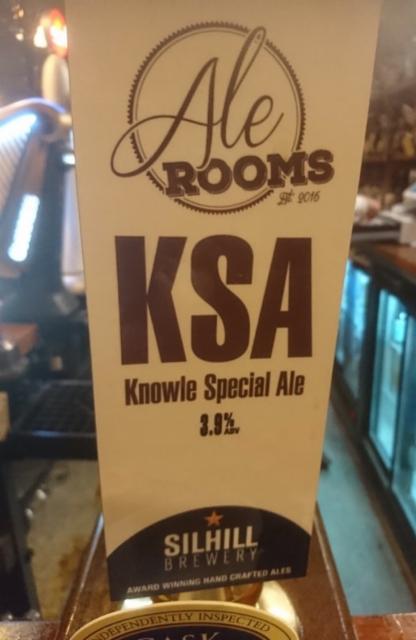 Ale
ROOMS
Est 2016
KSA
Knowle Special Ale
3.9% ABV
SILHILL
BREWERY
AWARD WINNING HAND CRAFTED ALES
INDEPENDENTLY INSPECTED
CASK